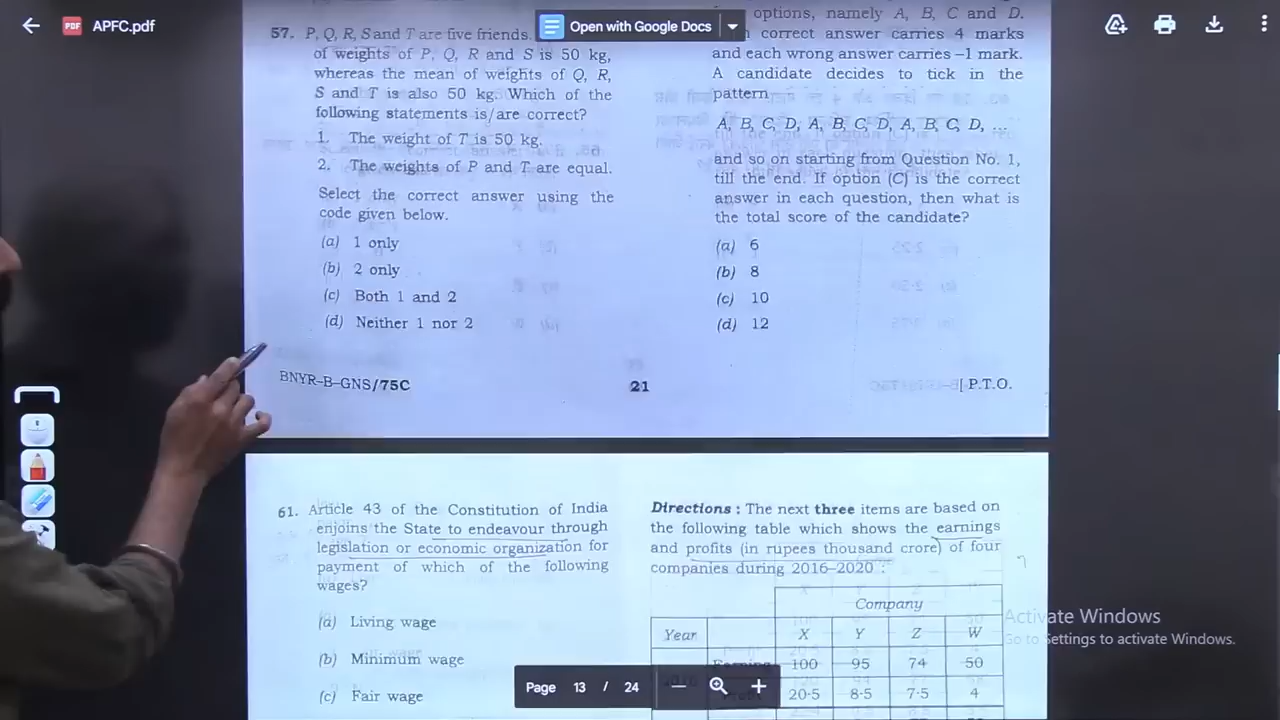 APFC.pdf
Open with Google Docs
57. P, Q, R, S and T are five friends.
of weights of P, Q, R and S is 50 kg,
whereas the mean of weights of Q, R,
S and T is also 50 kg. Which of the
following statements is/are correct?
1. The weight of T is 50 kg.
2. The weights of P and T are equal.
Select the correct answer using the
code given below.
(a) 1 only
(b) 2 only
(c) Both 1 and 2
(d) Neither 1 nor 2
options, namely A, B, C and D.
correct answer carries 4 marks
and each wrong answer carries –1 mark.
A candidate decides to tick in the
pattern
A, B, C, D, A, B, C, D, A, B, C, D, ...
and so on starting from Question No. 1,
till the end. If option (C) is the correct
answer in each question, then what is
the total score of the candidate?
(a) 6
(b) 8
(c) 10
(d) 12
BNYR–B–GNS/75C
21
[ P.T.O.
61. Article 43 of the Constitution of India
enjoins the State to endeavour through
legislation or economic organization for
payment of which of the following
wages?
(a) Living wage
(b) Minimum wage
(c) Fair wage
Directions : The next three items are based on
the following table which shows the earnings
and profits (in rupees thousand crore) of four
companies during 2016–2020 :
Company
Year X Y Z W
Earning 100 95 74 50
20·5 8·5 7·5 4
Page 13 / 24
Activate Windows
Go to Settings to activate Windows.